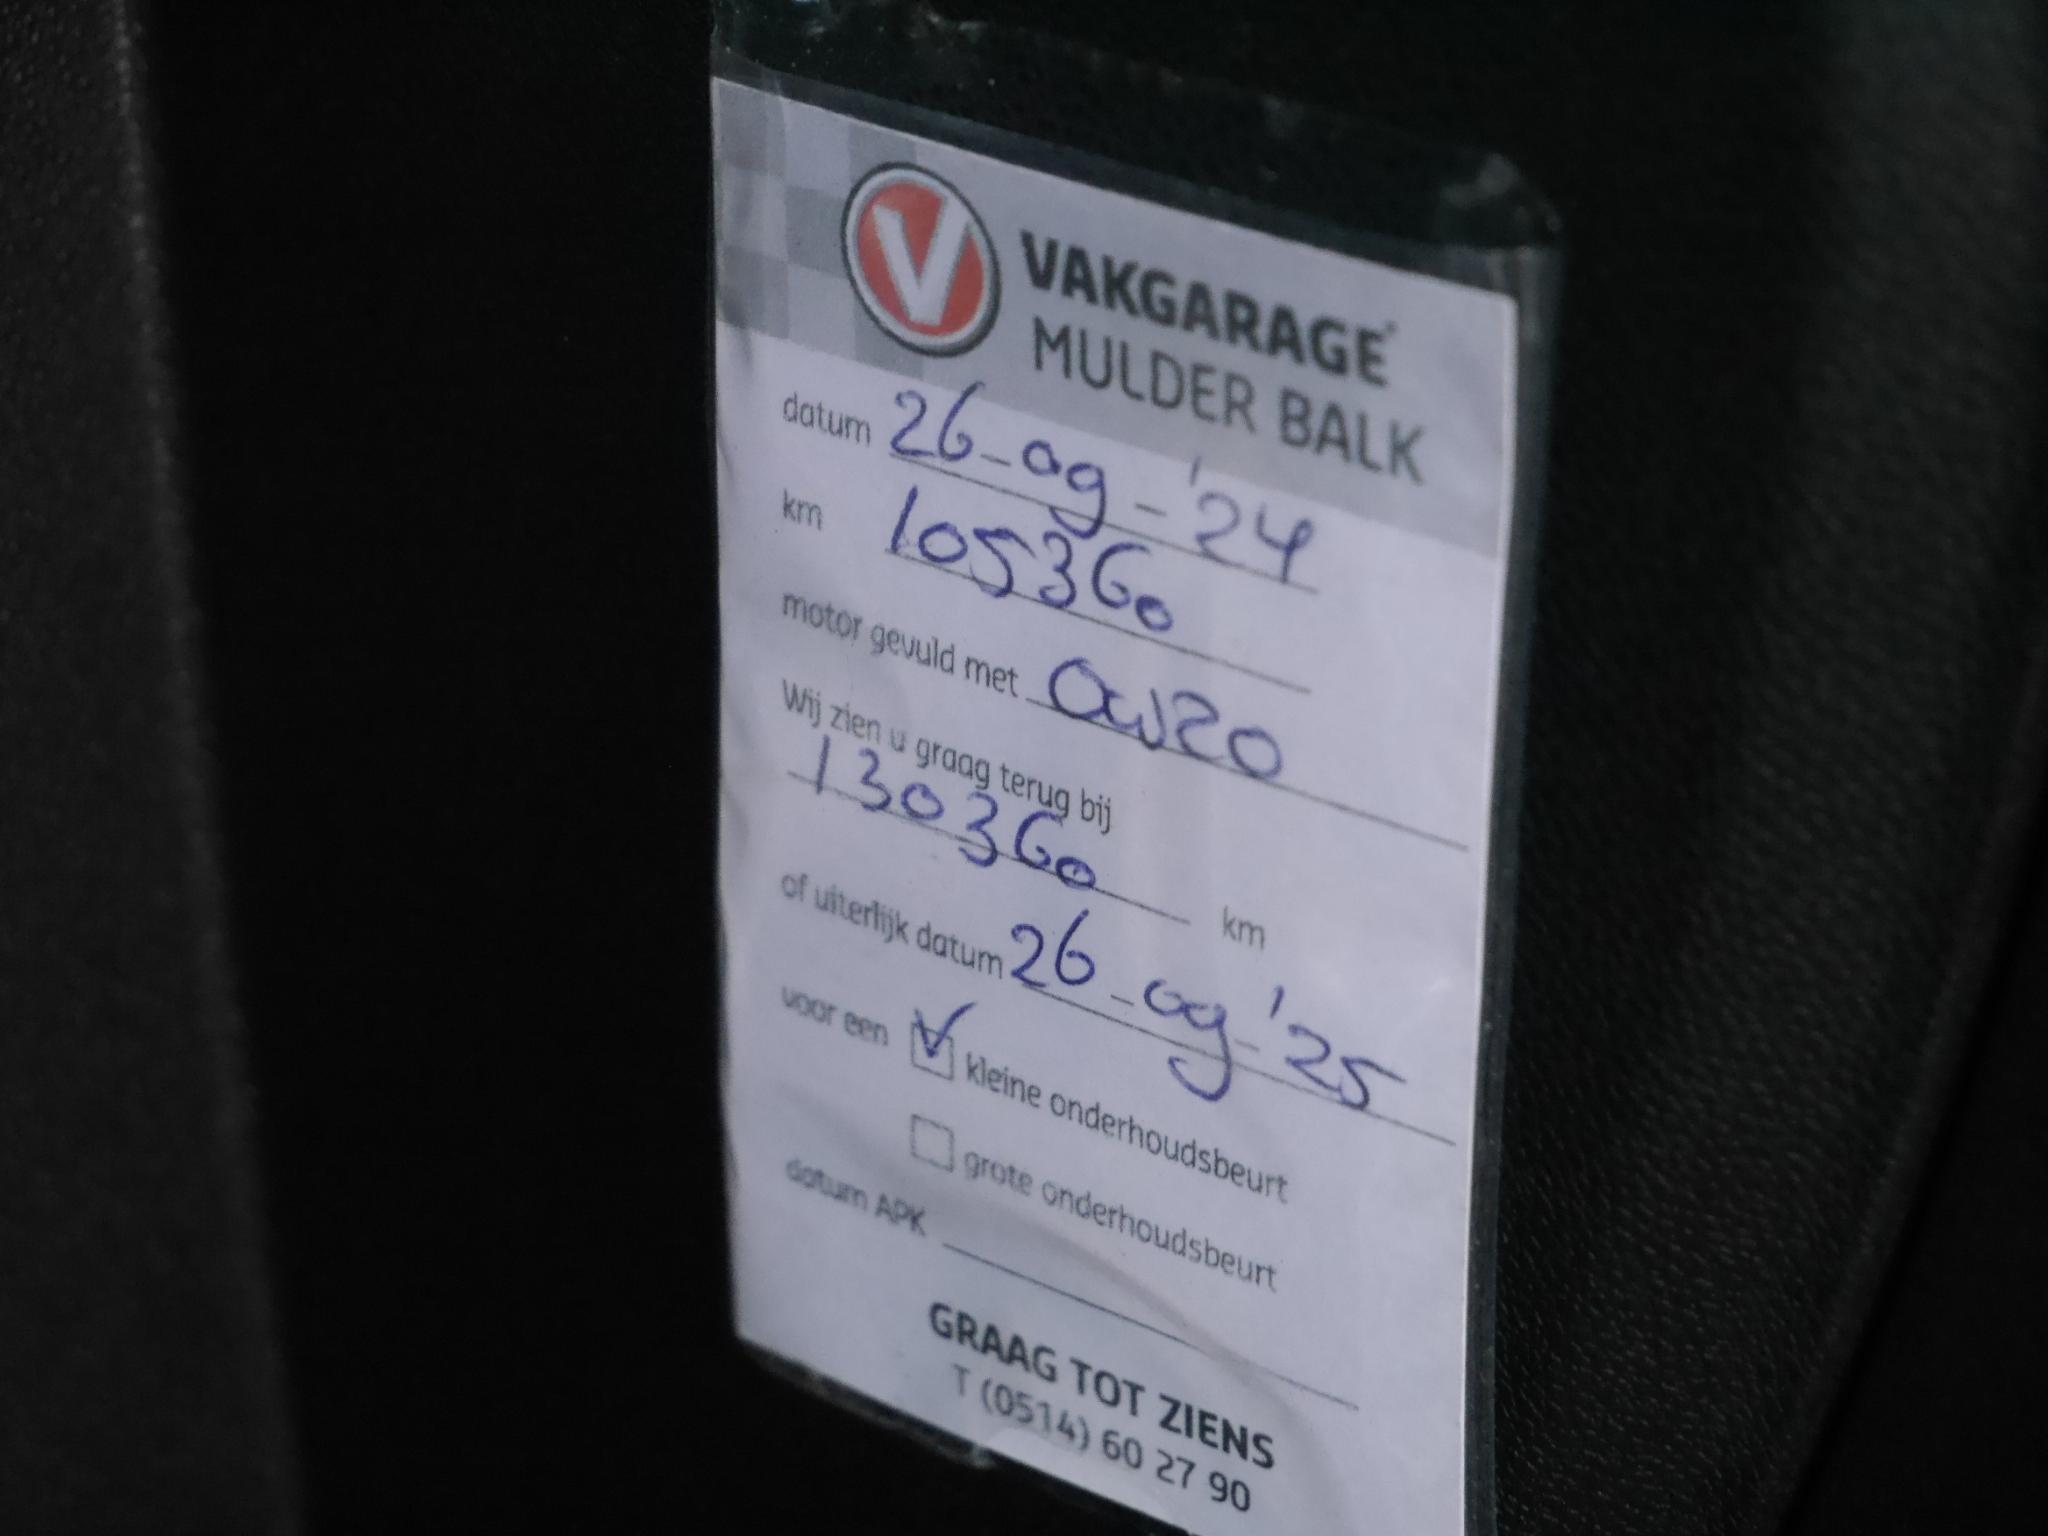 V VAKGARAGE®
MULDER BALK
datum 26-09-'24
km 105360
motor gevuld met 0W20
Wij zien u graag terug bij
130360 km
of uiterlijk datum 26-09-'25
voor een kleine onderhoudsbeurt
grote onderhoudsbeurt
datum APK
GRAAG TOT ZIENS
T (0514) 60 27 90